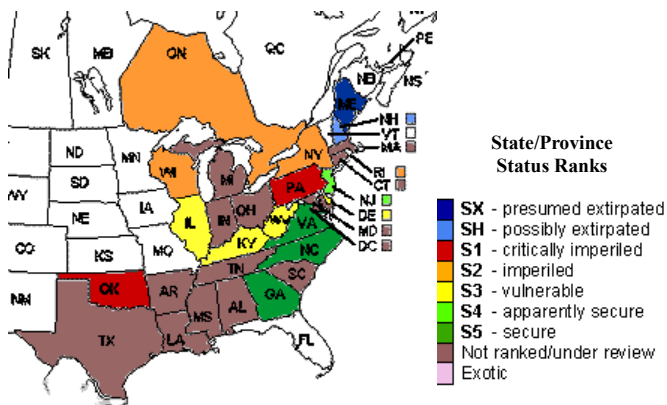 PE
SK
MB
ON
QC
NB
NS
ME
NH
VT
MA
ND
MN
NY
WI
SD
MI
RI
CT
PA
WY
NJ
NE
IA
OH
IN
IL
DE
WV
VA
MD
DC
CO
KS
MO
KY
NC
TN
NM
OK
AR
SC
MS
AL
GA
TX
LA
FL
State/Province
Status Ranks
SX - presumed extirpated
SH - possibly extirpated
S1 - critically imperiled
S2 - imperiled
S3 - vulnerable
S4 - apparently secure
S5 - secure
Not ranked/under review
Exotic